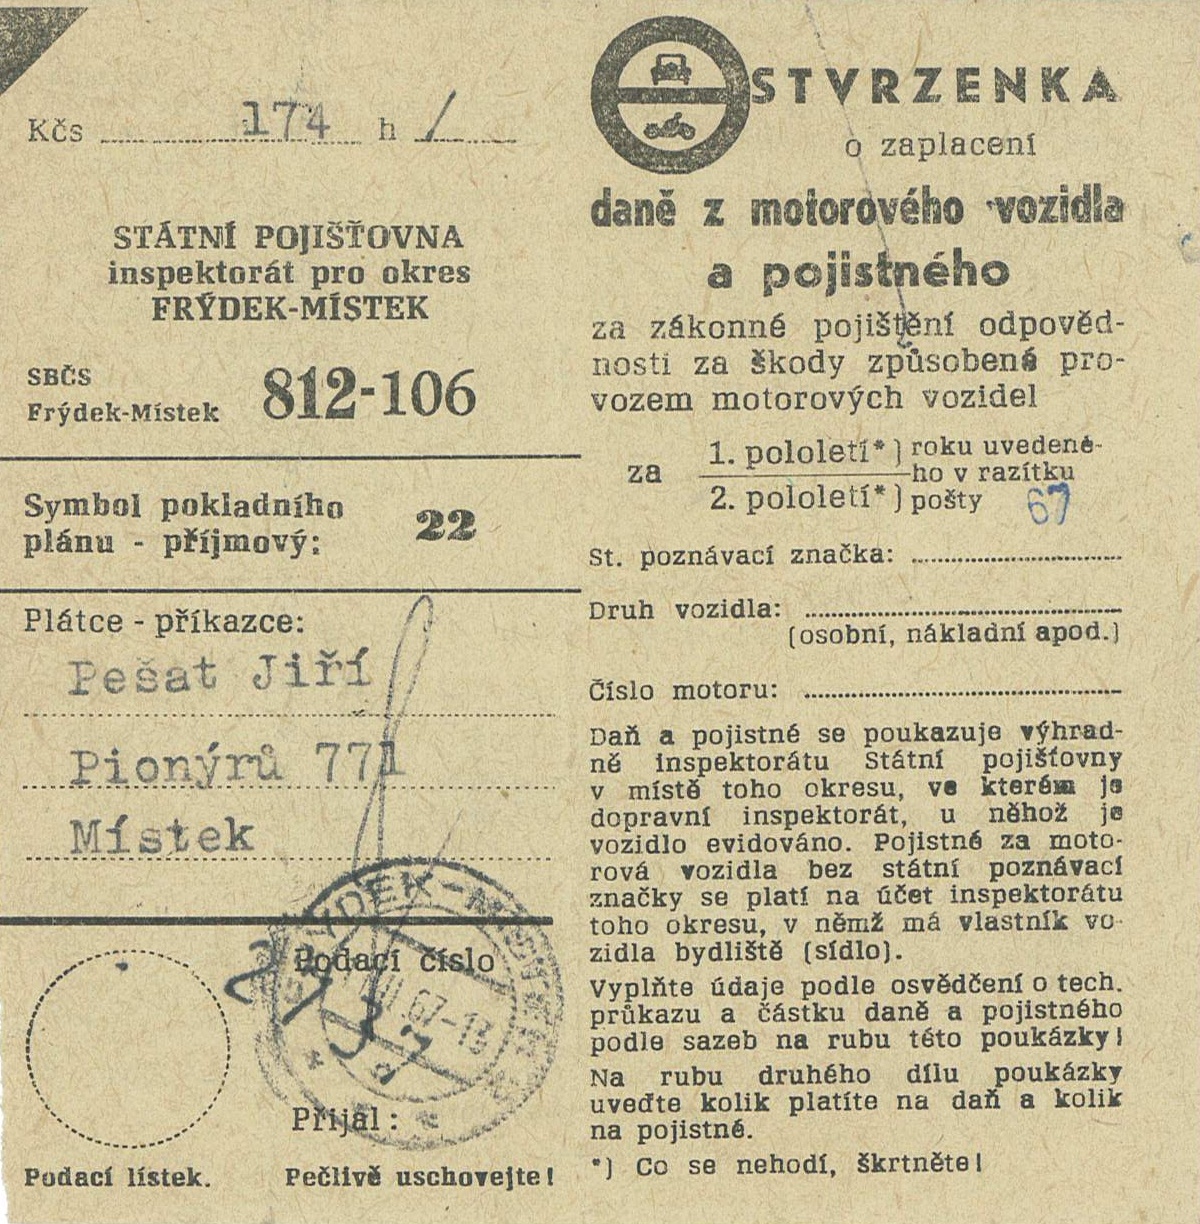 Kčs 174 h /
STÁTNÍ POJIŠŤOVNA
inspektorát pro okres
FRÝDEK-MÍSTEK
SBČS
Frýdek-Místek 812-106
Symbol pokladního
plánu - příjmový: 22
Plátce - příkazce:
Pešat Jiří
Pionýrů 771
Místek
Podací číslo
FRÝDEK-MÍSTEK
67-13
Přijal:
Podací lístek.
Pečlivě uschovejte!
STVRZENKA
o zaplacení
daně z motorového vozidla
a pojistného
za zákonné pojištění odpověd-
nosti za škody způsobené pro-
vozem motorových vozidel
za 1. pololetí*) roku uvedené-
ho v razítku
2. pololetí*) pošty 67
St. poznávací značka:
Druh vozidla:
(osobní, nákladní apod.)
Číslo motoru:
Daň a pojistné se poukazuje výhrad-
ně inspektorátu Státní pojišťovny
v místě toho okresu, ve kterém je
dopravní inspektorát, u něhož je
vozidlo evidováno. Pojistné za moto-
rová vozidla bez státní poznávací
značky se platí na účet inspektorátu
toho okresu, v němž má vlastník vo-
zidla bydliště (sídlo).
Vyplňte údaje podle osvědčení o tech.
průkazu a částku daně a pojistného
podle sazeb na rubu této poukázky!
Na rubu druhého dílu poukázky
uveďte kolik platíte na daň a kolik
na pojistné.
*) Co se nehodí, škrtněte!